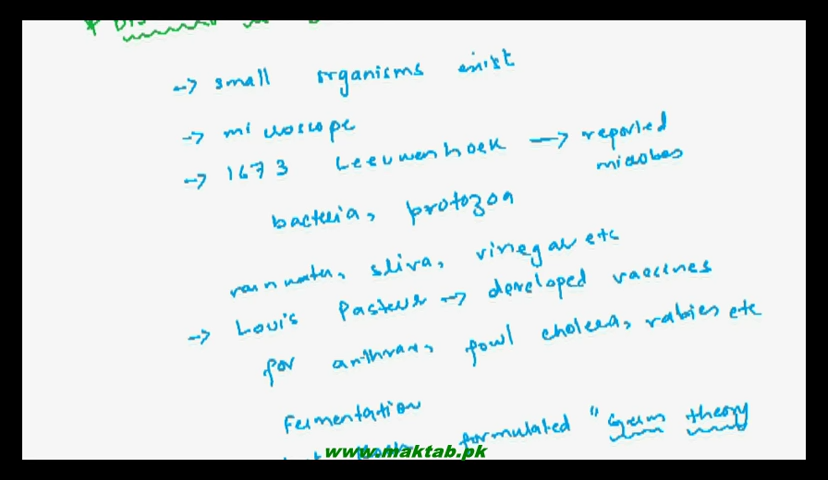 → small organisms exist
→ microscope
→ 1673 Leeuwenhoek → reported microbes
bacteria, protozoa
rain water, sliva, vinegar etc
→ Louis Pasteur → developed vaccines
for anthrax, fowl cholera, rabies etc
Fermentation
formulated "Germ theory
www.maktab.pk